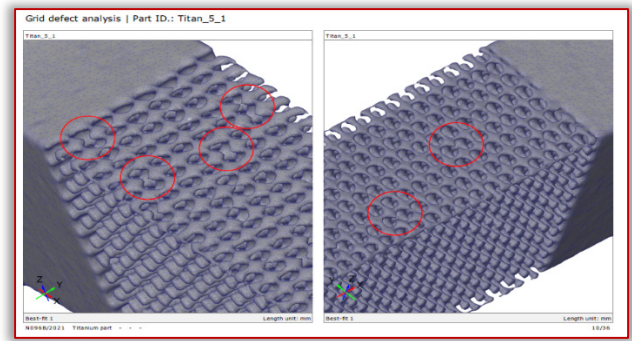 Grid defect analysis | Part ID.: Titan_5_1
Titan_5_1
Titan_5_1
Z
Y
X
Best-fit 1
Length unit: mm
Best-fit 1
Length unit: mm
N096B/2021 Titanium part - - -
10/36